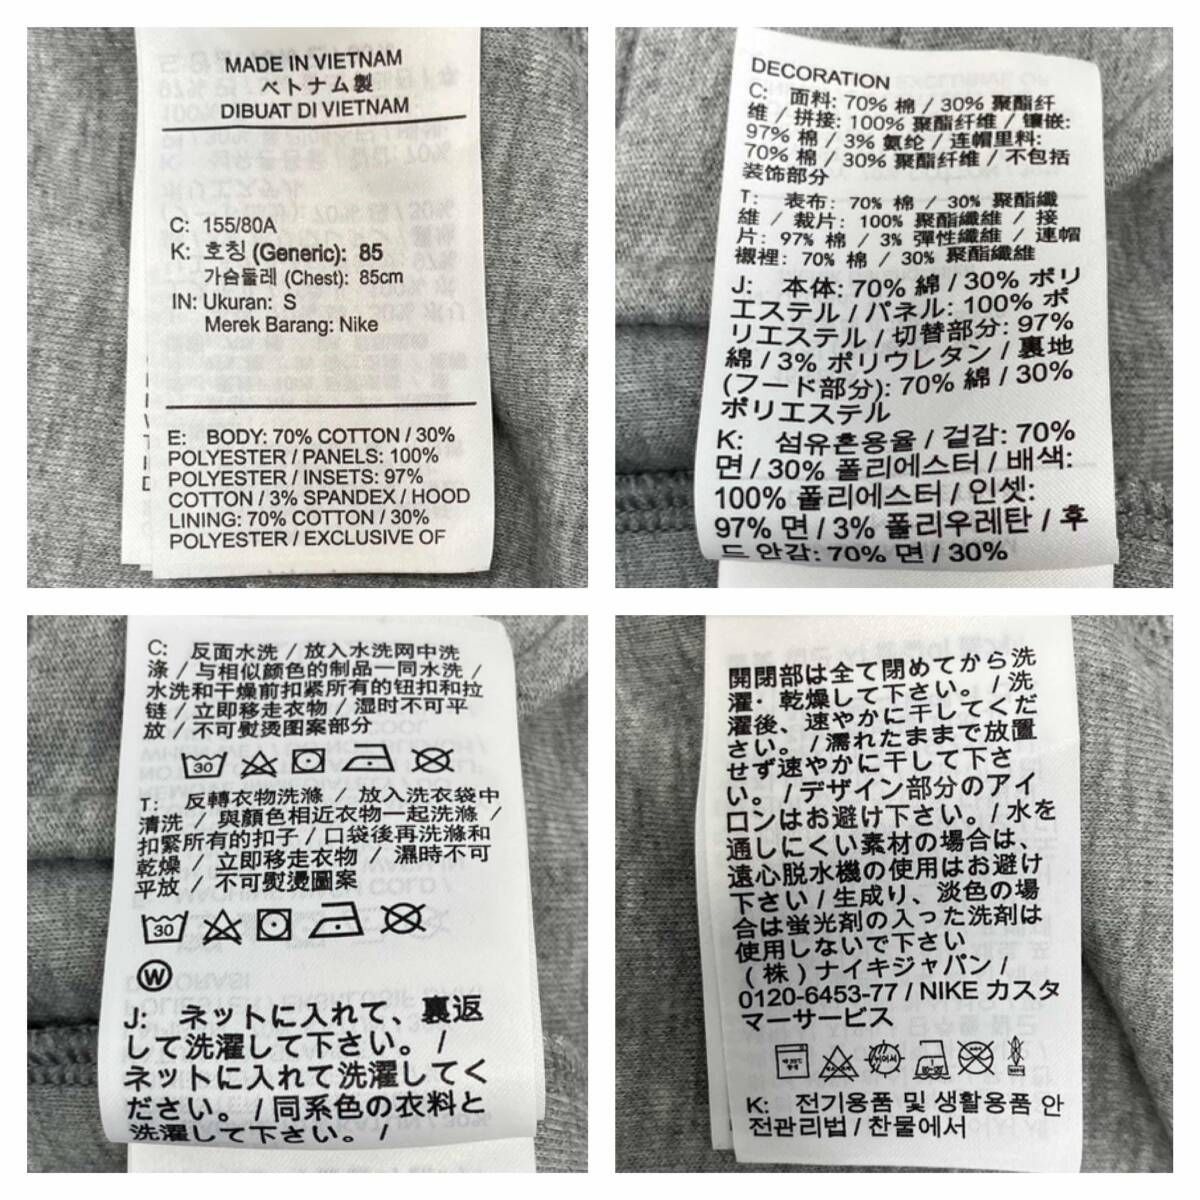 MADE IN VIETNAM
ベトナム製
DIBUAT DI VIETNAM
C: 155/80A
K: 호칭 (Generic): 85
가슴둘레 (Chest): 85cm
IN: Ukuran: S
Merek Barang: Nike
E: BODY: 70% COTTON / 30%
POLYESTER / PANELS: 100%
POLYESTER / INSETS: 97%
COTTON / 3% SPANDEX / HOOD
LINING: 70% COTTON / 30%
POLYESTER / EXCLUSIVE OF
DECORATION
C: 面料: 70% 棉 / 30% 聚酯纤
维 / 拼接: 100% 聚酯纤维 / 镶嵌:
97% 棉 / 3% 氨纶 / 连帽里料:
70% 棉 / 30% 聚酯纤维 / 不包括
装饰部分
T: 表布: 70% 棉 / 30% 聚酯纖
維 / 裁片: 100% 聚酯纖維 / 接
片: 97% 棉 / 3% 彈性纖維 / 連帽
襯裡: 70% 棉 / 30% 聚酯纖維
J: 本体: 70% 綿 / 30% ポリ
エステル / パネル: 100% ポ
リエステル / 切替部分: 97%
綿 / 3% ポリウレタン / 裏地
(フード部分): 70% 綿 / 30%
ポリエステル
K: 섬유혼용율 / 겉감: 70%
면 / 30% 폴리에스터 / 배색:
100% 폴리에스터 / 인셋:
97% 면 / 3% 폴리우레탄 / 후
드 안감: 70% 면 / 30%
C: 反面水洗 / 放入水洗网中洗
涤 / 与相似颜色的制品一同水洗 /
水洗和干燥前扣紧所有的钮扣和拉
链 / 立即移走衣物 / 湿时不可平
放 / 不可熨烫图案部分
30
T: 反轉衣物洗滌 / 放入洗衣袋中
清洗 / 與顏色相近衣物一起洗滌 /
扣緊所有的扣子 / 口袋後再洗滌和
乾燥 / 立即移走衣物 / 濕時不可
平放 / 不可熨燙圖案
30
W
J: ネットに入れて、裏返
して洗濯して下さい。 /
ネットに入れて洗濯してく
ださい。 / 同系色の衣料と
洗濯して下さい。 /
開閉部は全て閉めてから洗
濯・乾燥して下さい。 / 洗
濯後、速やかに干してくだ
さい。 / 濡れたままで放置
せず速やかに干して下さ
い。 / デザイン部分のアイ
ロンはお避け下さい。 / 水を
通しにくい素材の場合は、
遠心脱水機の使用はお避け
下さい / 生成り、淡色の場
合は蛍光剤の入った洗剤は
使用しないで下さい
(株) ナイキジャパン /
0120-6453-77 / NIKE カスタ
マーサービス
K: 전기용품 및 생활용품 안
전관리법 / 찬물에서